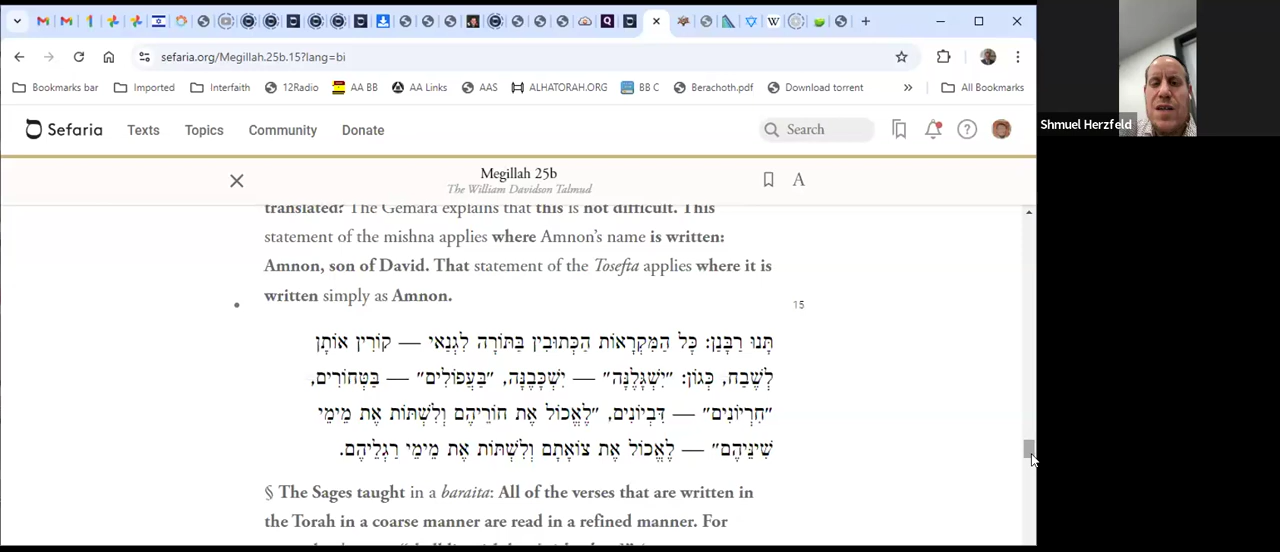 sefaria.org/Megillah.25b.15?lang=bi
Bookmarks bar
Imported
Interfaith
12Radio
AA BB
AA Links
AAS
ALHATORAH.ORG
BB C
Berachoth.pdf
Download torrent
»
All Bookmarks
Sefaria
Texts
Topics
Community
Donate
Search
Megillah 25b
The William Davidson Talmud
A
translated? The Gemara explains that this is not difficult. This
statement of the mishna applies where Amnon's name is written:
Amnon, son of David. That statement of the Tosefta applies where it is
written simply as Amnon.
15
תָּנוּ רַבָּנַן: כׇּל הַמִּקְרָאוֹת הַכְּתוּבִין בַּתּוֹרָה לִגְנַאי — קוֹרִין אוֹתָן
לְשֶׁבַח, כְּגוֹן: ״יִשְׁגָּלֶנָּה״ — יִשְׁכָּבֶנָּה, ״בַּעֲפוֹלִים״ — בַּטְּחוֹרִים,
״חִרְיוֹנִים״ — דִּבְיוֹנִים, ״לֶאֱכוֹל אֶת חוֹרֵיהֶם וְלִשְׁתּוֹת אֶת מֵימֵי
שִׁינֵּיהֶם״ — לֶאֱכוֹל אֶת צוֹאָתָם וְלִשְׁתּוֹת אֶת מֵימֵי רַגְלֵיהֶם.
§ The Sages taught in a baraita: All of the verses that are written in
the Torah in a coarse manner are read in a refined manner. For
Shmuel Herzfeld